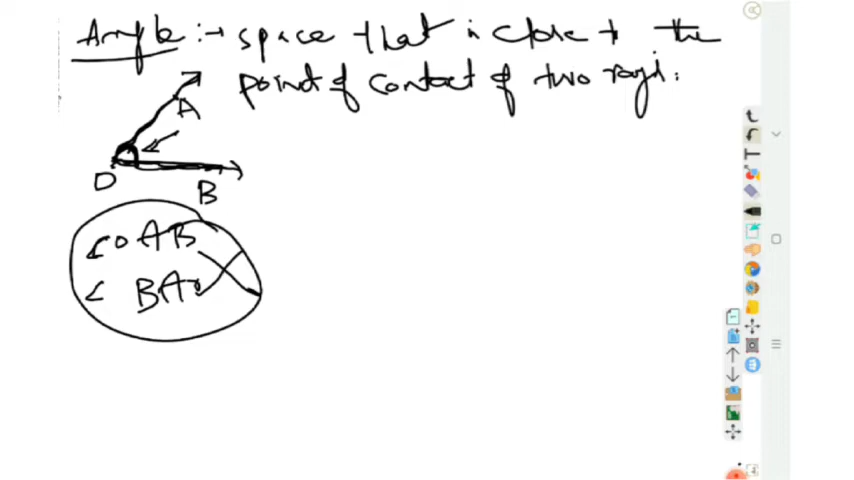 Angle :→ space that is close to the
point of contact of two rays.
A
O
B
∠OAB
∠BAO